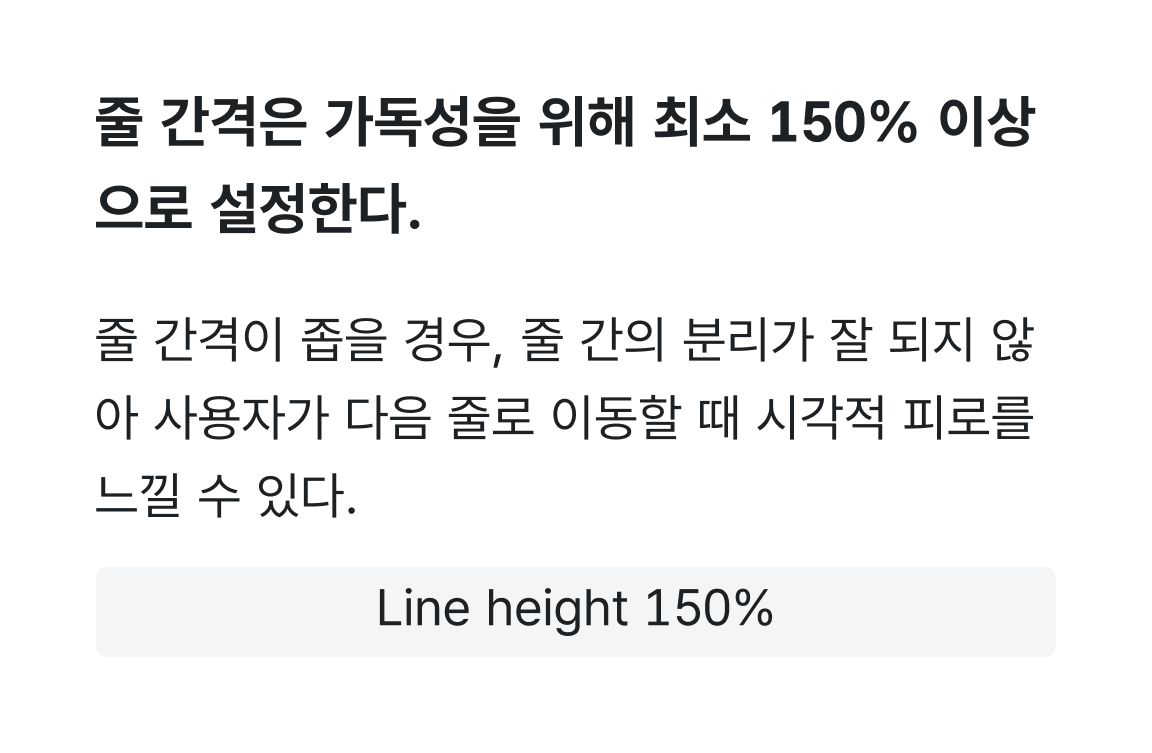 줄 간격은 가독성을 위해 최소 150% 이상
으로 설정한다.
줄 간격이 좁을 경우, 줄 간의 분리가 잘 되지 않
아 사용자가 다음 줄로 이동할 때 시각적 피로를
느낄 수 있다.
Line height 150%